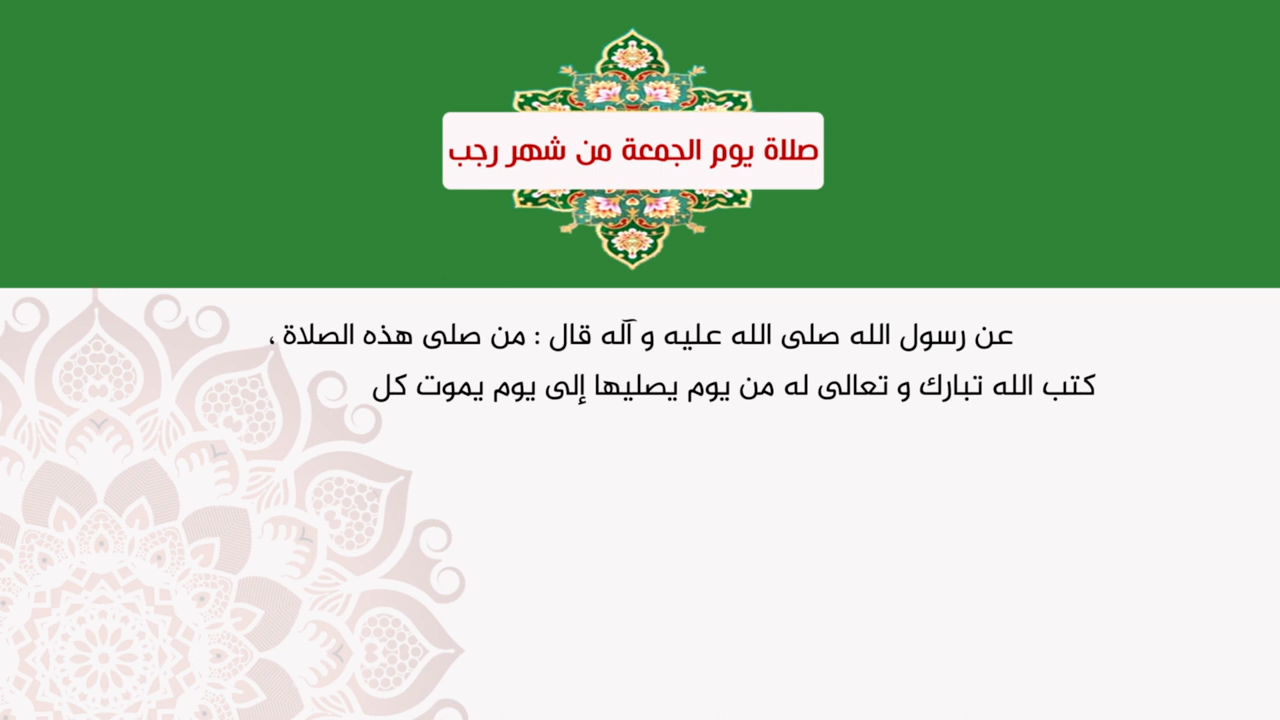 صلاة يوم الجمعة من شهر رجب
عن رسول الله صلى الله عليه و آله قال : من صلى هذه الصلاة ،
كتب الله تبارك و تعالى له من يوم يصليها إلى يوم يموت كل